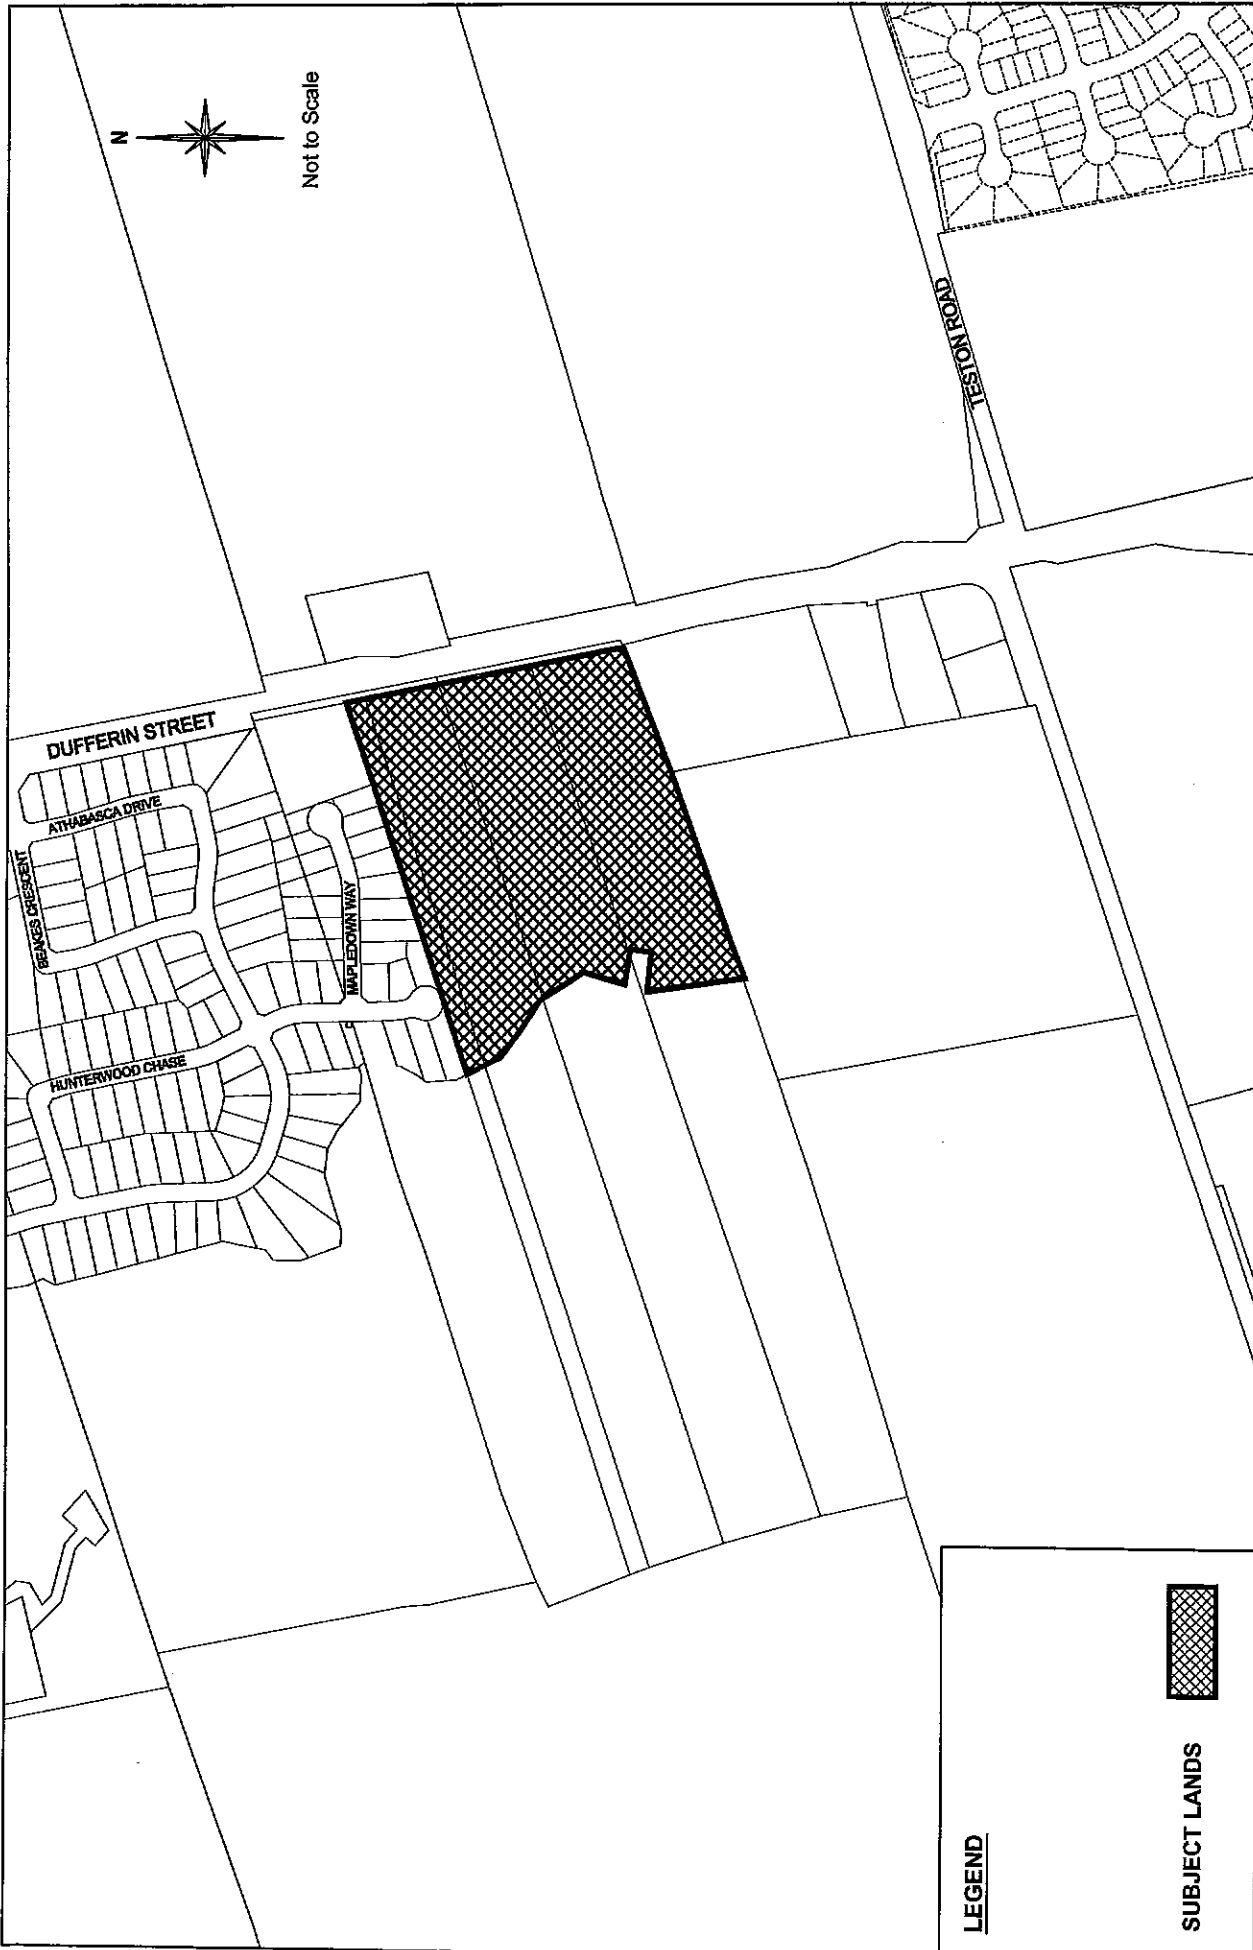 N
Not to Scale
DUFFERIN STREET
ATHABASCA DRIVE
BEAKES CRESCENT
MAPLEDOWN WAY
HUNTERWOOD CHASE
TESTON ROAD
LEGEND
SUBJECT LANDS